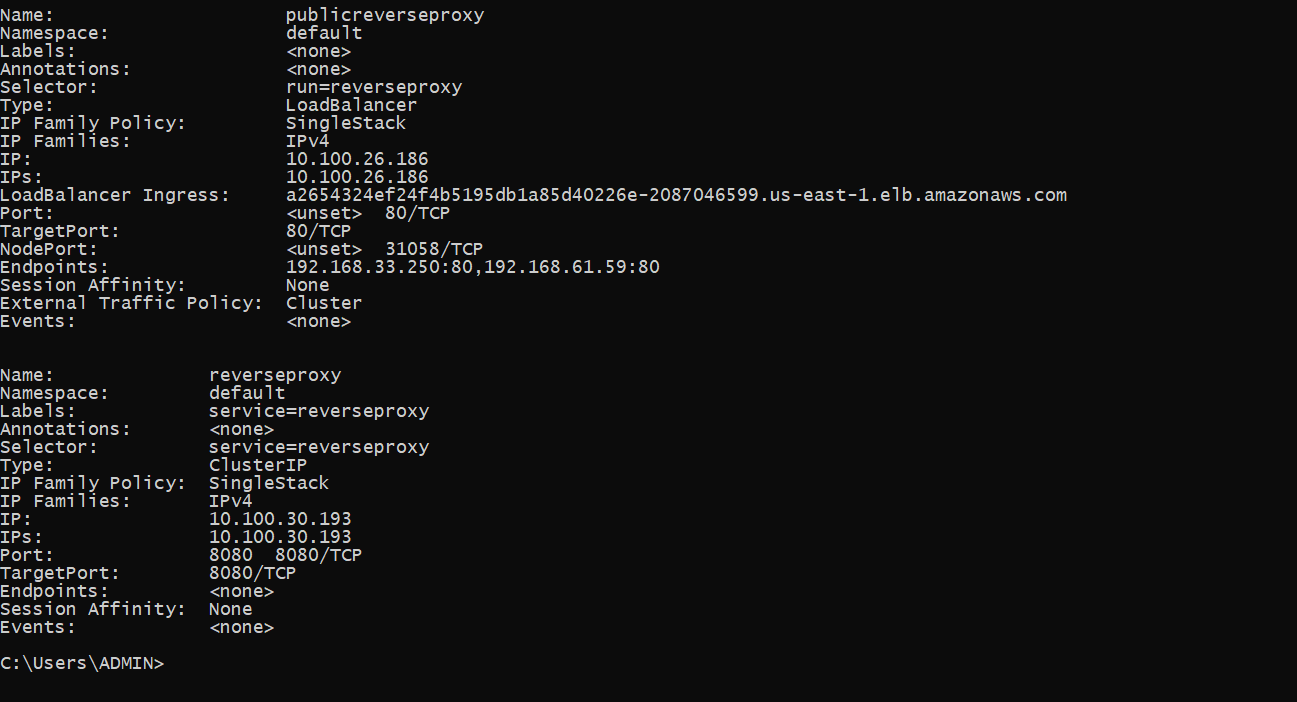 Name:                     publicreverseproxy
Namespace:                default
Labels:                   <none>
Annotations:              <none>
Selector:                 run=reverseproxy
Type:                     LoadBalancer
IP Family Policy:         SingleStack
IP Families:              IPv4
IP:                       10.100.26.186
IPs:                      10.100.26.186
LoadBalancer Ingress:     a2654324ef24f4b5195db1a85d40226e-2087046599.us-east-1.elb.amazonaws.com
Port:                     <unset>  80/TCP
TargetPort:               80/TCP
NodePort:                 <unset>  31058/TCP
Endpoints:                192.168.33.250:80,192.168.61.59:80
Session Affinity:         None
External Traffic Policy:  Cluster
Events:                   <none>
Name:              reverseproxy
Namespace:         default
Labels:            service=reverseproxy
Annotations:       <none>
Selector:          service=reverseproxy
Type:              ClusterIP
IP Family Policy:  SingleStack
IP Families:       IPv4
IP:                10.100.30.193
IPs:               10.100.30.193
Port:              8080  8080/TCP
TargetPort:        8080/TCP
Endpoints:         <none>
Session Affinity:  None
Events:            <none>
C:\Users\ADMIN>